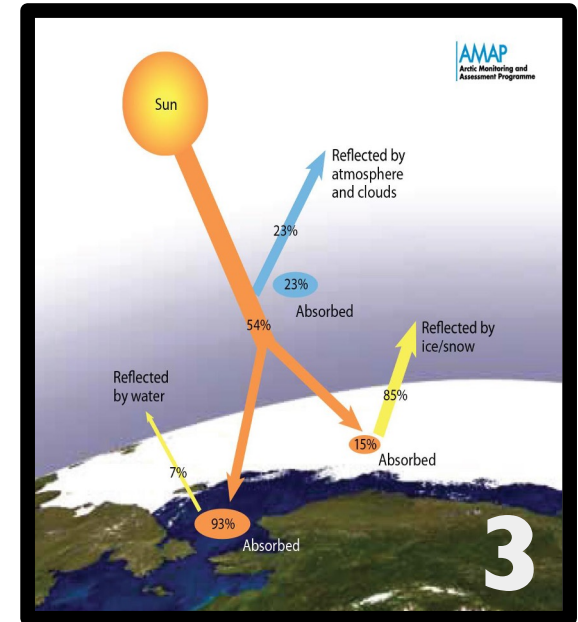 AMAP
Arctic Monitoring and
Assessment Programme
Sun
Reflected by
atmosphere
and clouds
23%
23%
Absorbed
54%
Reflected by
ice/snow
85%
15%
Absorbed
Reflected
by water
7%
93%
Absorbed
3